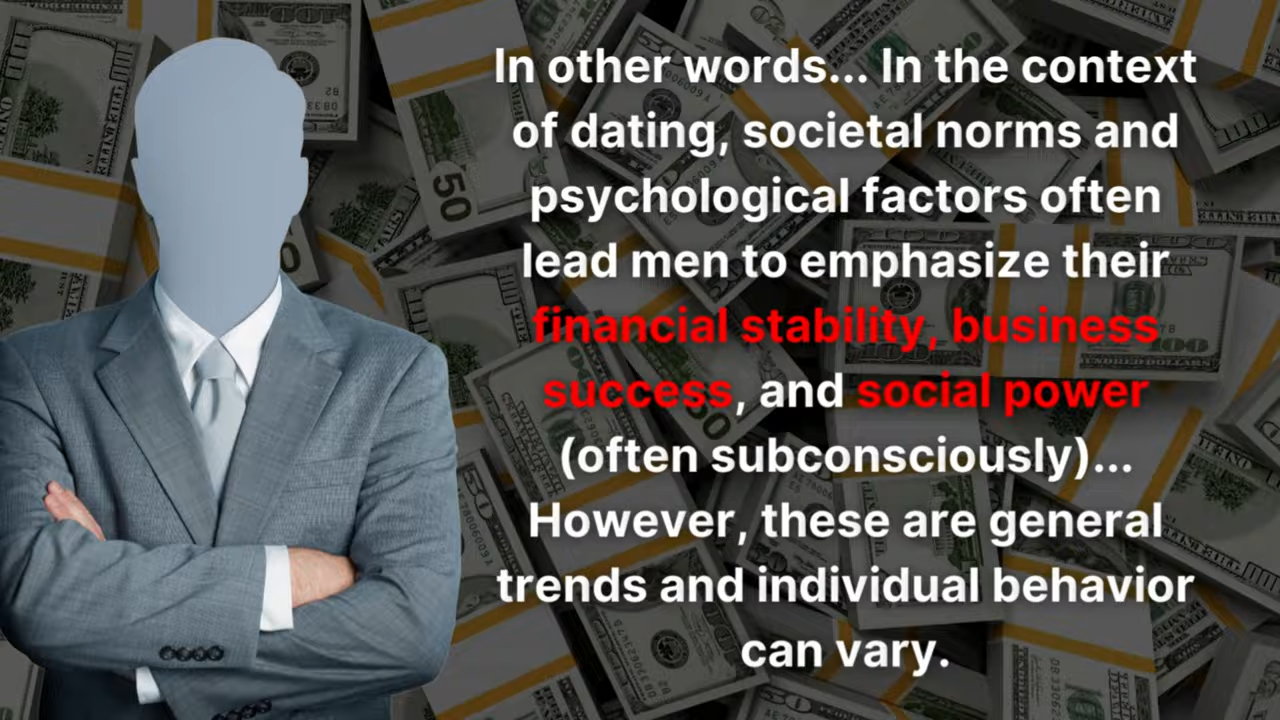 In other words... In the context
of dating, societal norms and
psychological factors often
lead men to emphasize their
financial stability, business
success, and social power
(often subconsciously)...
However, these are general
trends and individual behavior
can vary.
50